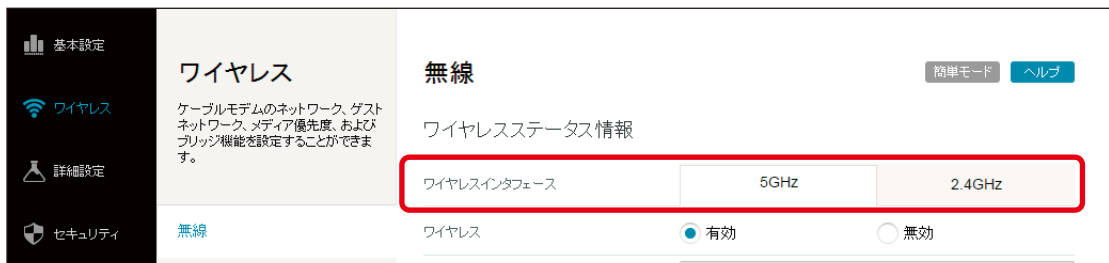 基本設定
ワイヤレス
詳細設定
セキュリティ
ワイヤレス
ケーブルモデムのネットワーク、ゲスト
ネットワーク、メディア優先度、および
ブリッジ機能を設定することができま
す。
無線
無線
簡単モード ヘルプ
ワイヤレスステータス情報
ワイヤレスインタフェース 5GHz 2.4GHz
ワイヤレス 有効 無効